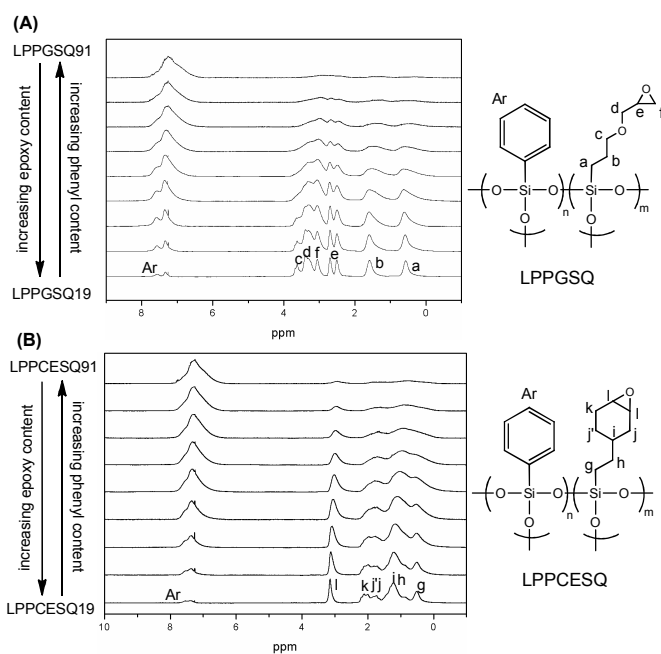 (A)
LPPGSQ91
increasing epoxy content
increasing phenyl content
LPPGSQ19
Ar
c d f e b a
8 6 4 2 0
ppm
Ar
O
d e f
c O
a b
O Si O Si O
n m
O O
LPPGSQ
(B)
LPPCESQ91
increasing epoxy content
increasing phenyl content
LPPCESQ19
Ar
l k j' j i h g
10 8 6 4 2 0
ppm
Ar
l O
k l
j' i j
g h
O Si O Si O
n m
O O
LPPCESQ